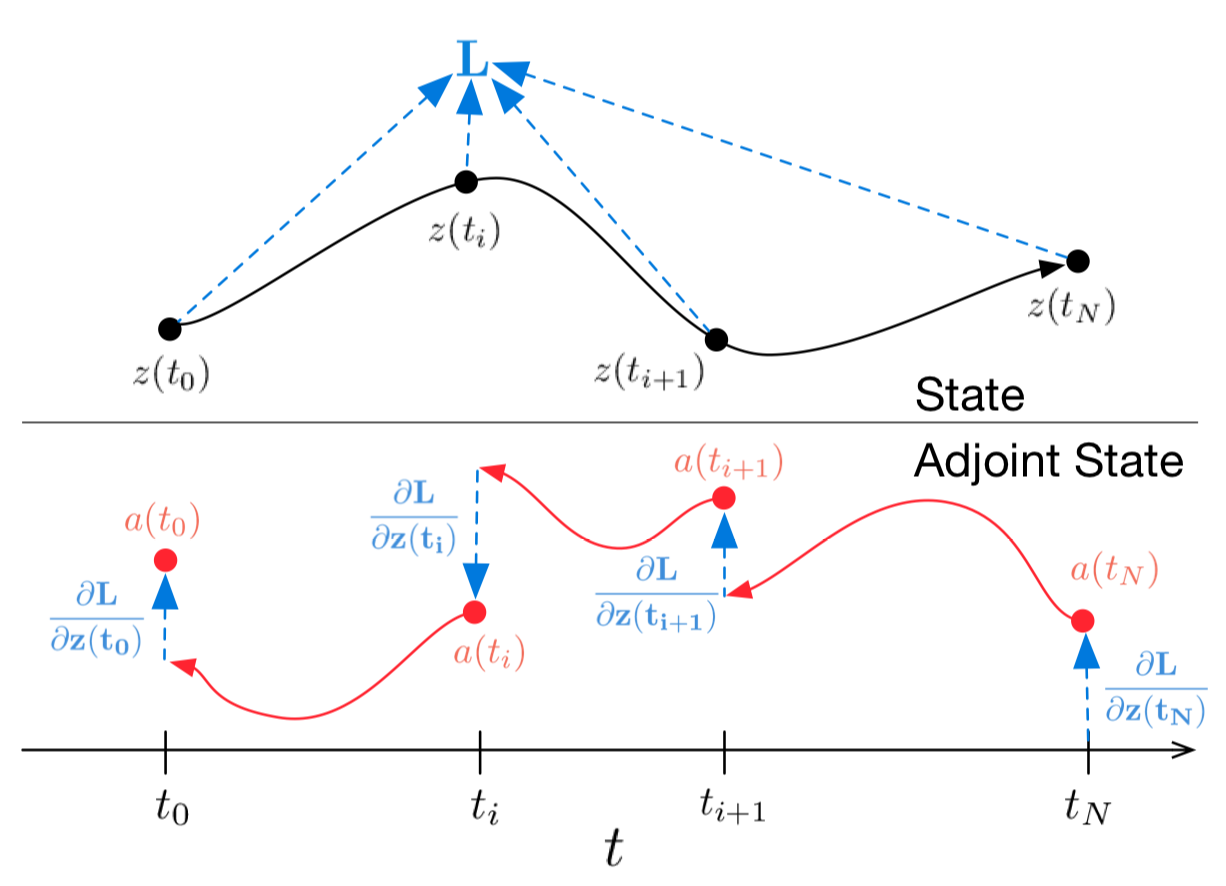 L
z(t_i)
z(t_N)
z(t_0)
z(t_{i+1})
State
Adjoint State
a(t_{i+1})
∂L/∂z(t_i)
a(t_0)
∂L/∂z(t_{i+1})
a(t_N)
∂L/∂z(t_0)
a(t_i)
∂L/∂z(t_N)
t_0 t_i t_{i+1} t_N
t